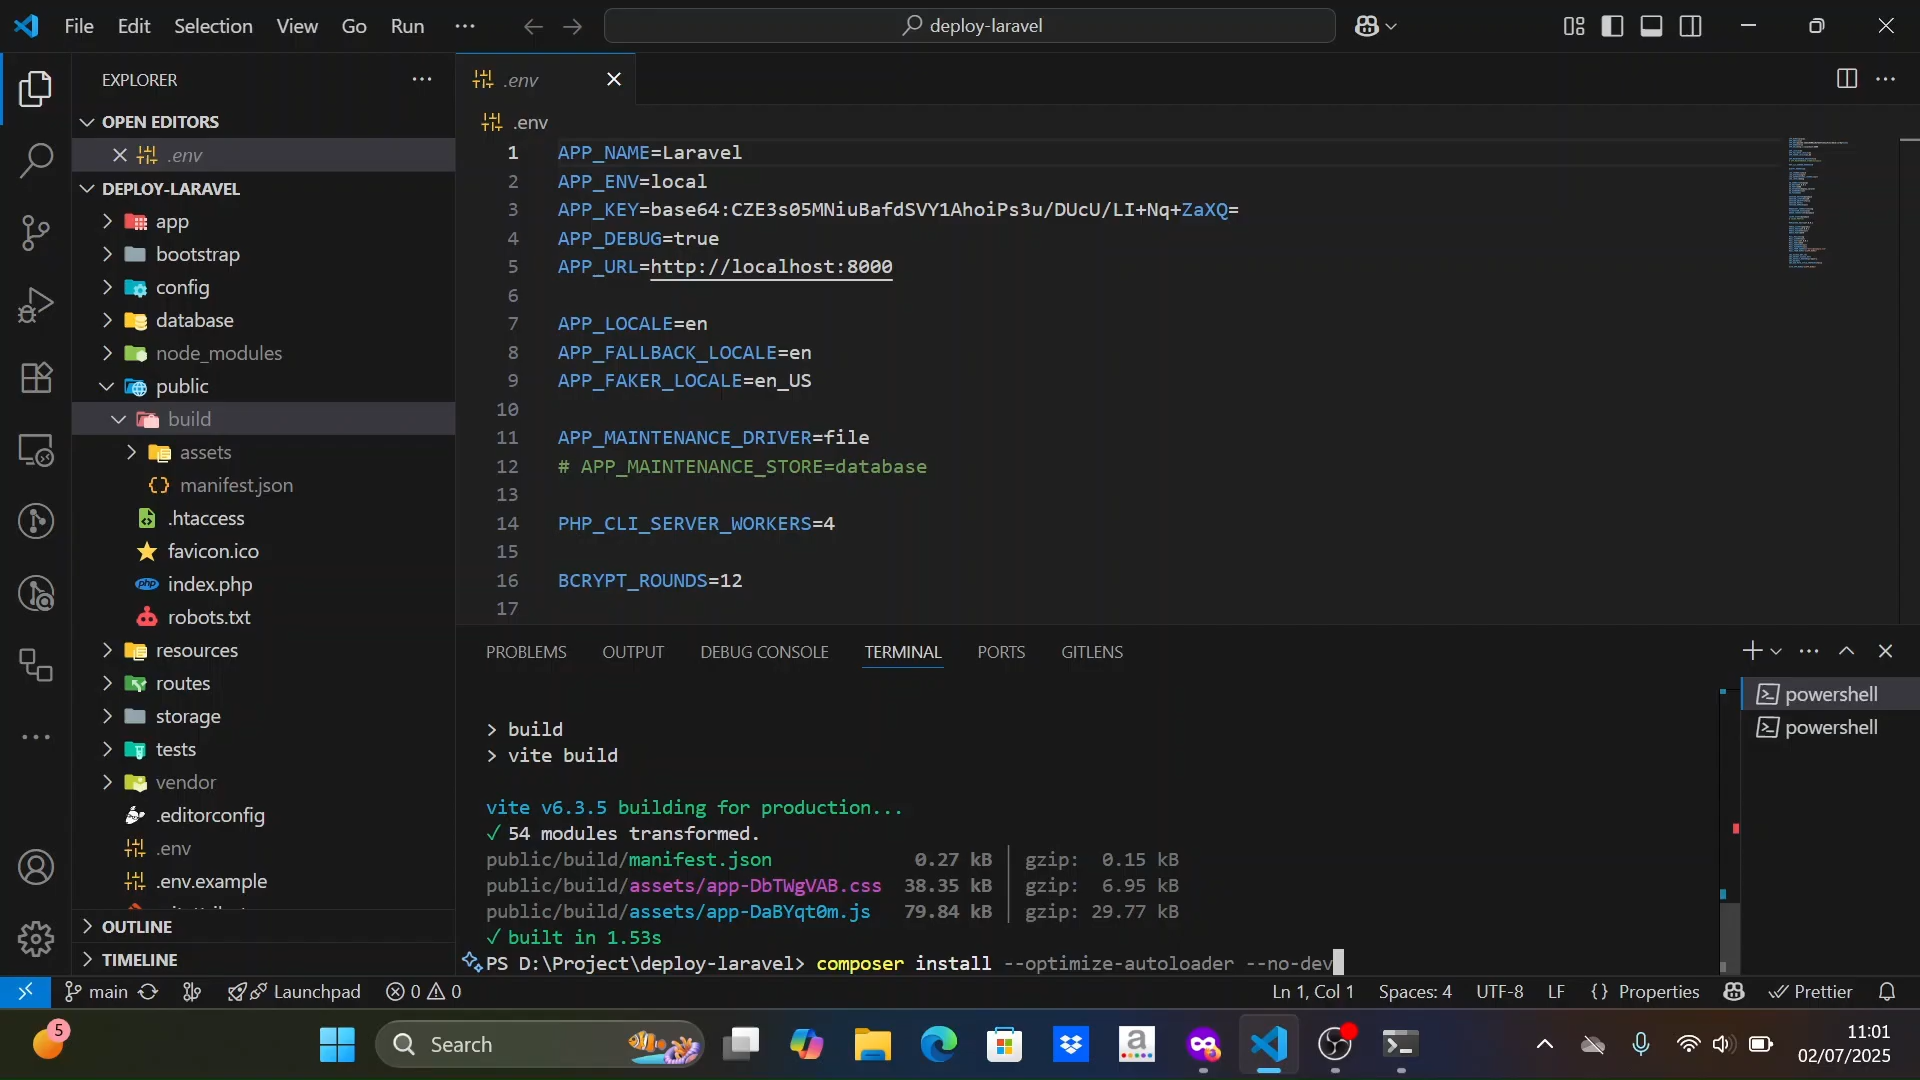 File Edit Selection View Go Run
deploy-laravel
EXPLORER
OPEN EDITORS
.env
DEPLOY-LARAVEL
app
bootstrap
config
database
node_modules
public
build
assets
manifest.json
.htaccess
favicon.ico
index.php
robots.txt
resources
routes
storage
tests
vendor
.editorconfig
.env
.env.example
OUTLINE
TIMELINE
.env
.env
1 APP_NAME=Laravel
2 APP_ENV=local
3 APP_KEY=base64:CZE3s05MNiuBafdSVY1AhoiPs3u/DUcU/LI+Nq+ZaXQ=
4 APP_DEBUG=true
5 APP_URL=http://localhost:8000
6
7 APP_LOCALE=en
8 APP_FALLBACK_LOCALE=en
9 APP_FAKER_LOCALE=en_US
10
11 APP_MAINTENANCE_DRIVER=file
12 # APP_MAINTENANCE_STORE=database
13
14 PHP_CLI_SERVER_WORKERS=4
15
16 BCRYPT_ROUNDS=12
17
PROBLEMS OUTPUT DEBUG CONSOLE TERMINAL PORTS GITLENS
powershell
powershell
> build
> vite build
vite v6.3.5 building for production...
✓ 54 modules transformed.
public/build/manifest.json 0.27 kB │ gzip: 0.15 kB
public/build/assets/app-DbTWgVAB.css 38.35 kB │ gzip: 6.95 kB
public/build/assets/app-DaBYqt0m.js 79.84 kB │ gzip: 29.77 kB
✓ built in 1.53s
PS D:\Project\deploy-laravel> composer install --optimize-autoloader --no-dev
main Launchpad 0 0 Ln 1, Col 1 Spaces: 4 UTF-8 LF {} Properties Prettier
5
Search
11:01
02/07/2025